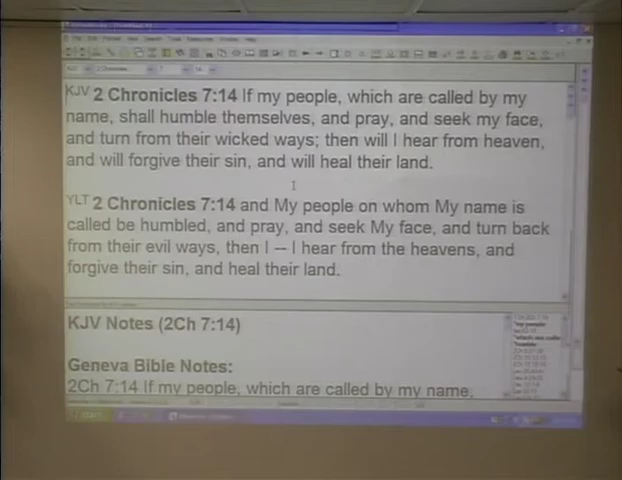 KJV 2 Chronicles 7:14 If my people, which are called by my
name, shall humble themselves, and pray, and seek my face,
and turn from their wicked ways; then will I hear from heaven,
and will forgive their sin, and will heal their land.
YLT 2 Chronicles 7:14 and My people on whom My name is
called be humbled, and pray, and seek My face, and turn back
from their evil ways, then I -- I hear from the heavens, and
forgive their sin, and heal their land.
KJV Notes (2Ch 7:14)
Geneva Bible Notes:
2Ch 7:14 If my people, which are called by my name,